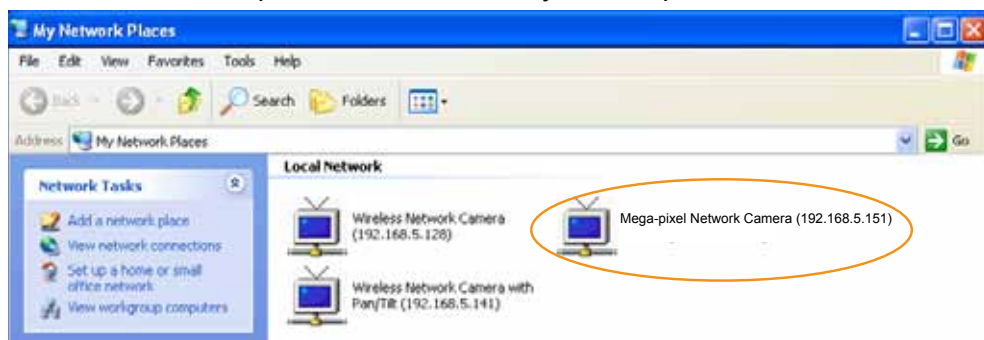 My Network Places
File Edit View Favorites Tools Help
Back Search Folders
Address My Network Places Go
Local Network
Network Tasks
Add a network place
View network connections
Set up a home or small
office network
View workgroup computers
Wireless Network Camera
(192.168.5.128)
Mega-pixel Network Camera (192.168.5.151)
Wireless Network Camera with
Pan/Tilt (192.168.5.141)